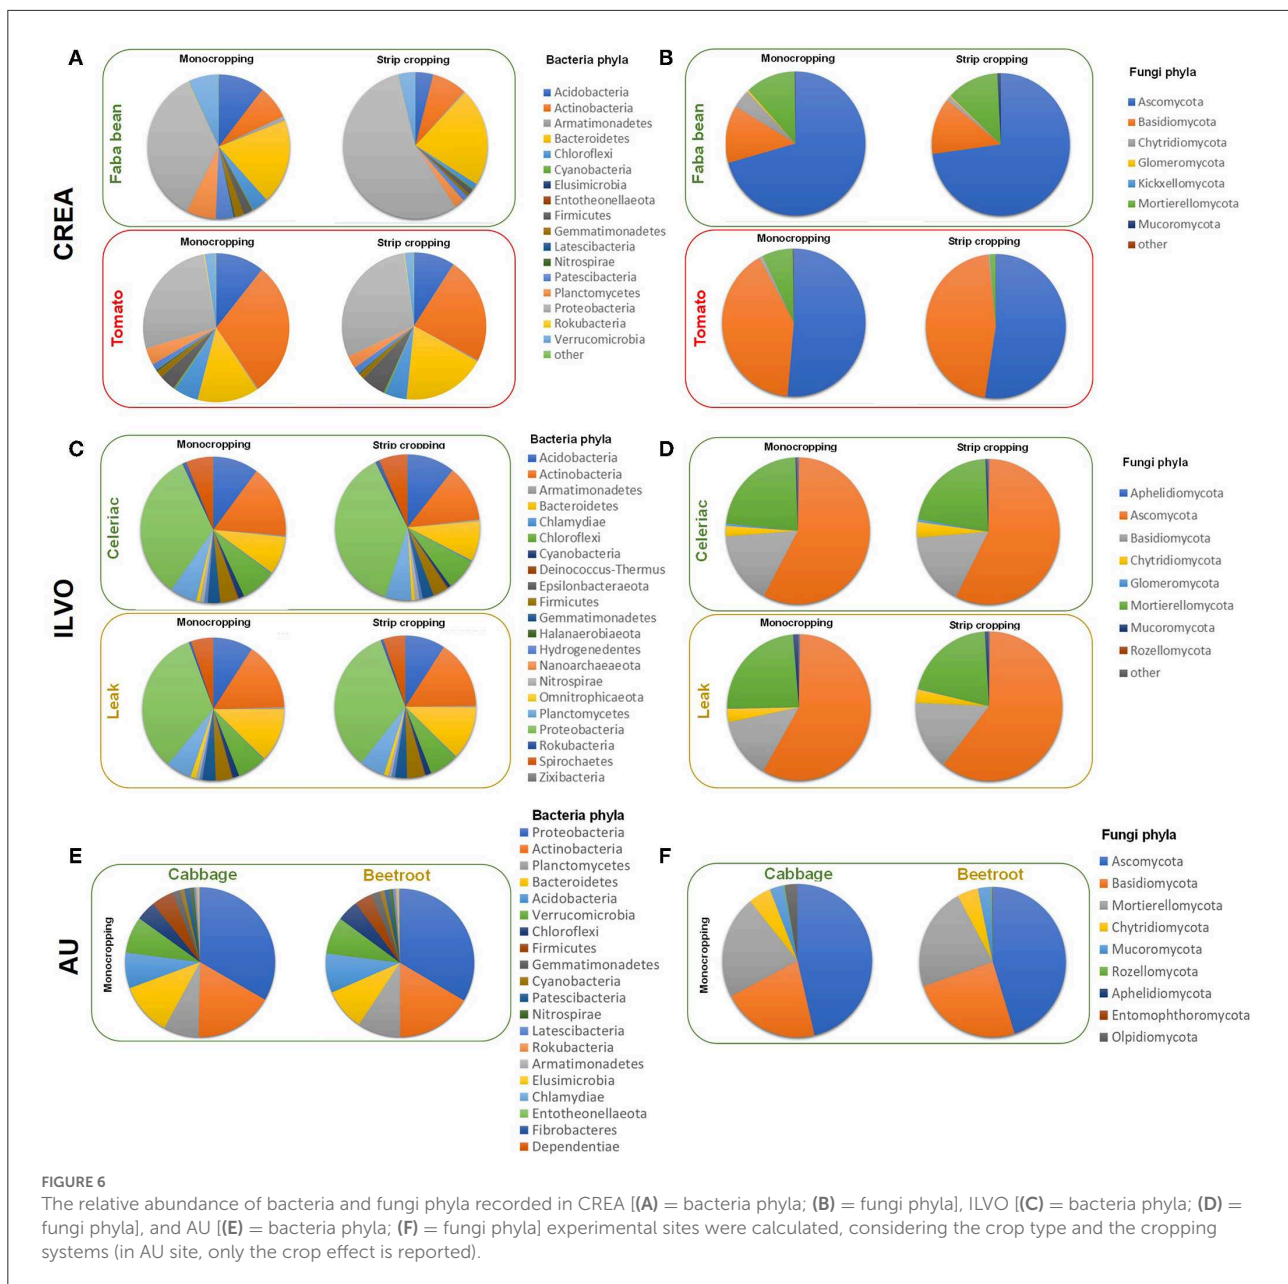 A
Monocropping
Strip cropping
Bacteria phyla
Faba bean
CREA
Acidobacteria
Actinobacteria
Armatimonadetes
Bacteroidetes
Chloroflexi
Cyanobacteria
Elusimicrobia
Entotheonellaeota
Firmicutes
Gemmatimonadetes
Latescibacteria
Nitrospirae
Patescibacteria
Planctomycetes
Proteobacteria
Rokubacteria
Verrucomicrobia
other
Tomato
Monocropping
Strip cropping
B
Monocropping
Strip cropping
Fungi phyla
Faba bean
Ascomycota
Basidiomycota
Chytridiomycota
Glomeromycota
Kickxellomycota
Mortierellomycota
Mucoromycota
other
Tomato
Monocropping
Strip cropping
C
Monocropping
Strip cropping
Bacteria phyla
Celeriac
ILVO
Acidobacteria
Actinobacteria
Armatimonadetes
Bacteroidetes
Chlamydiae
Chloroflexi
Cyanobacteria
Deinococcus-Thermus
Epsilonbacteraeota
Firmicutes
Gemmatimonadetes
Halanaerobiaeota
Hydrogenedentes
Nanoarchaeaeota
Nitrospirae
Omnitrophicaeota
Planctomycetes
Proteobacteria
Rokubacteria
Spirochaetes
Zixibacteria
Leak
Monocropping
Strip cropping
D
Monocropping
Strip cropping
Fungi phyla
Celeriac
Aphelidiomycota
Ascomycota
Basidiomycota
Chytridiomycota
Glomeromycota
Mortierellomycota
Mucoromycota
Rozellomycota
other
Leak
Monocropping
Strip cropping
E
Cabbage
Beetroot
Bacteria phyla
AU
Monocropping
Proteobacteria
Actinobacteria
Planctomycetes
Bacteroidetes
Acidobacteria
Verrucomicrobia
Chloroflexi
Firmicutes
Gemmatimonadetes
Cyanobacteria
Patescibacteria
Nitrospirae
Latescibacteria
Rokubacteria
Armatimonadetes
Elusimicrobia
Chlamydiae
Entotheonellaeota
Fibrobacteres
Dependentiae
F
Cabbage
Beetroot
Fungi phyla
Monocropping
Ascomycota
Basidiomycota
Mortierellomycota
Chytridiomycota
Mucoromycota
Rozellomycota
Aphelidiomycota
Entomophthoromycota
Olpidiomycota
FIGURE 6
The relative abundance of bacteria and fungi phyla recorded in CREA [(A) = bacteria phyla; (B) = fungi phyla], ILVO [(C) = bacteria phyla; (D) =
fungi phyla], and AU [(E) = bacteria phyla; (F) = fungi phyla] experimental sites were calculated, considering the crop type and the cropping
systems (in AU site, only the crop effect is reported).